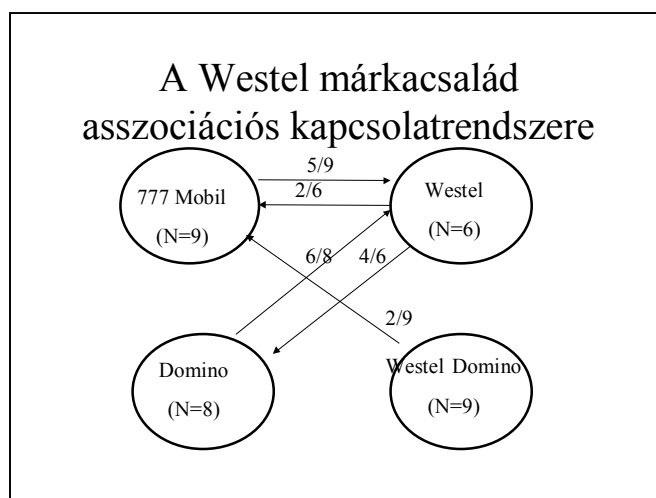 A Westel márkacsalád
asszociációs kapcsolatrendszere
5/9
2/6
777 Mobil
(N=9)
Westel
(N=6)
6/8
4/6
2/9
Domino
(N=8)
Westel Domino
(N=9)